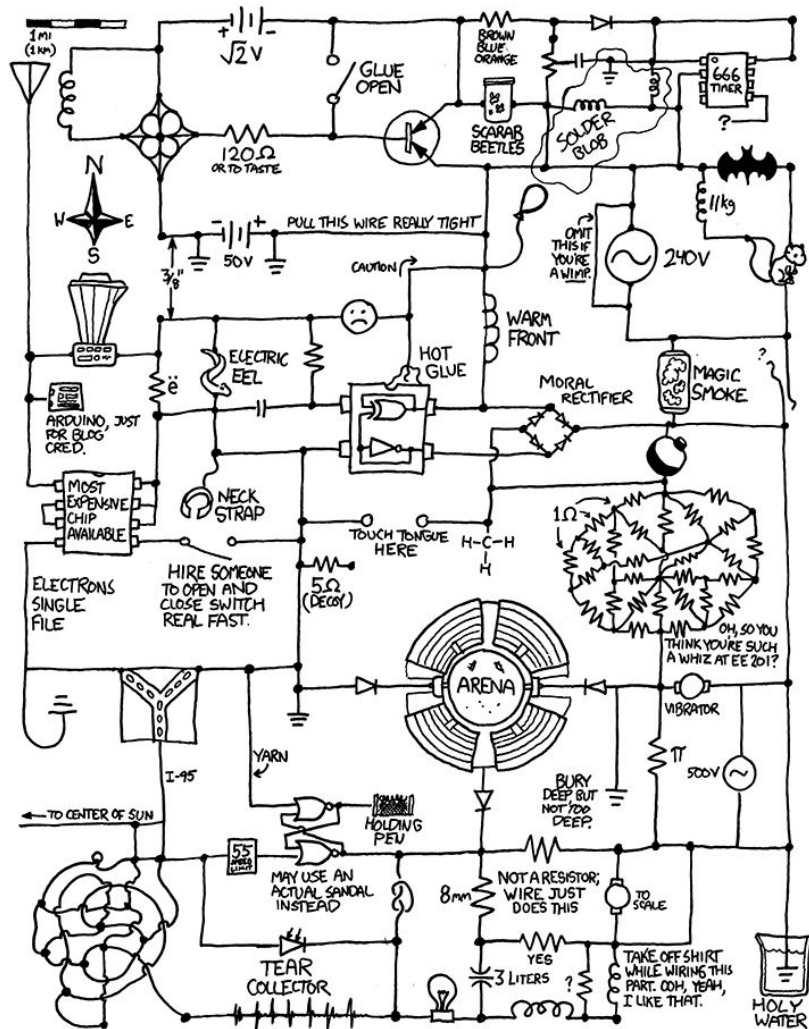 1 MI
(1 KM)
+ -
√2 V
GLUE
OPEN
BROWN
BLUE
ORANGE
SCARAB
BEETLES
SOLDER
BLOB
666
TIMER
?
120Ω
OR TO TASTE
N
W E
S
- +
50V
PULL THIS WIRE REALLY TIGHT
CAUTION
3/8"
OMIT
THIS IF
YOU'RE
A WIMP.
240V
11kg
ELECTRIC
EEL
HOT
GLUE
WARM
FRONT
MORAL
RECTIFIER
MAGIC
SMOKE
?
ë
ARDUINO, JUST
FOR BLOG
CRED.
MOST
EXPENSIVE
CHIP
AVAILABLE
NECK
STRAP
TOUCH TONGUE
HERE
H-C-H
H
1Ω
ELECTRONS
SINGLE
FILE
HIRE SOMEONE
TO OPEN AND
CLOSE SWITCH
REAL FAST.
5Ω
(DECOY)
OH, SO YOU
THINK YOU'RE SUCH
A WHIZ AT EE 201?
ARENA
VIBRATOR
I-95
YARN
π
500V
BURY
DEEP, BUT
NOT TOO
DEEP.
TO CENTER OF SUN
HOLDING
PEN
55
SPEED
LIMIT
MAY USE AN
ACTUAL SANDAL
INSTEAD
8mm
NOT A RESISTOR;
WIRE JUST
DOES THIS
TO
SCALE
TEAR
COLLECTOR
3 LITERS
YES
?
TAKE OFF SHIRT
WHILE WIRING THIS
PART. OOH, YEAH,
I LIKE THAT.
HOLY
WATER